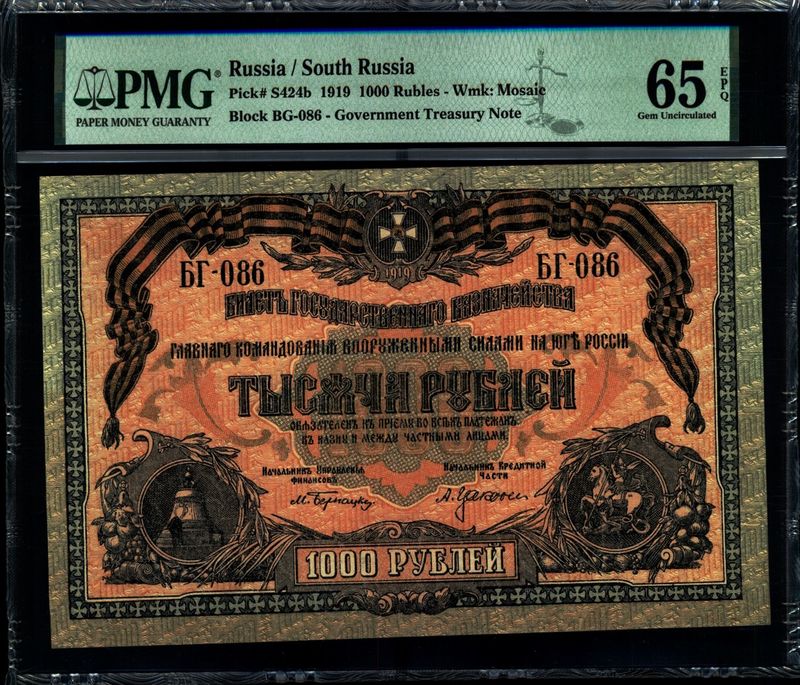 PMG®
PAPER MONEY GUARANTY
Russia / South Russia
Pick# S424b 1919 1000 Rubles - Wmk: Mosaic
Block BG-086 - Government Treasury Note
65 EPQ
Gem Uncirculated
1919
БГ-086 БГ-086
БИЛЕТЪ ГОСУДАРСТВЕННАГО КАЗНАЧЕЙСТВА
ГЛАВНАГО КОМАНДОВАНІЯ ВООРУЖЕННЫМИ СИЛАМИ НА ЮГѢ РОССІИ
ТЫСЯЧА РУБЛЕЙ
ОБЯЗАТЕЛЕНЪ КЪ ПРІЕМУ ВО ВСѢХЪ ПЛАТЕЖАХЪ
ВЪ КАЗНУ И МЕЖДУ ЧАСТНЫМИ ЛИЦАМИ.
Начальникъ Управленія Финансовъ
Начальникъ Кредитной Части
М. Бернацкій
1000 РУБЛЕЙ